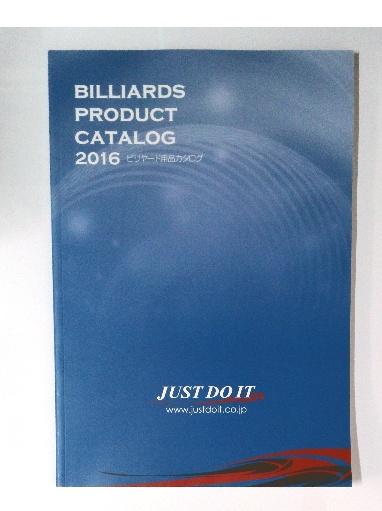 BILLIARDS
PRODUCT
CATALOG
2016 ビリヤード用品カタログ
JUST DO IT
www.justdoit.co.jp